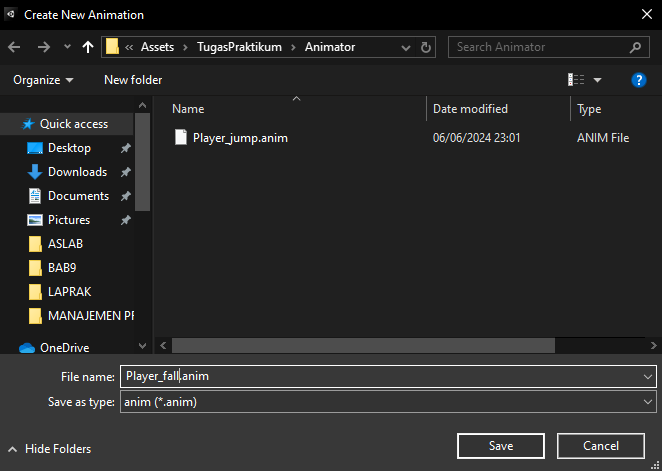 Create New Animation
« Assets > TugasPraktikum > Animator
Search Animator
Organize
New folder
Name
Date modified
Type
Quick access
Player_jump.anim
06/06/2024 23:01
ANIM File
Desktop
Downloads
Documents
Pictures
ASLAB
BAB9
LAPRAK
MANAJEMEN PR
OneDrive
File name:
Player_fall.anim
Save as type:
anim (*.anim)
Hide Folders
Save
Cancel